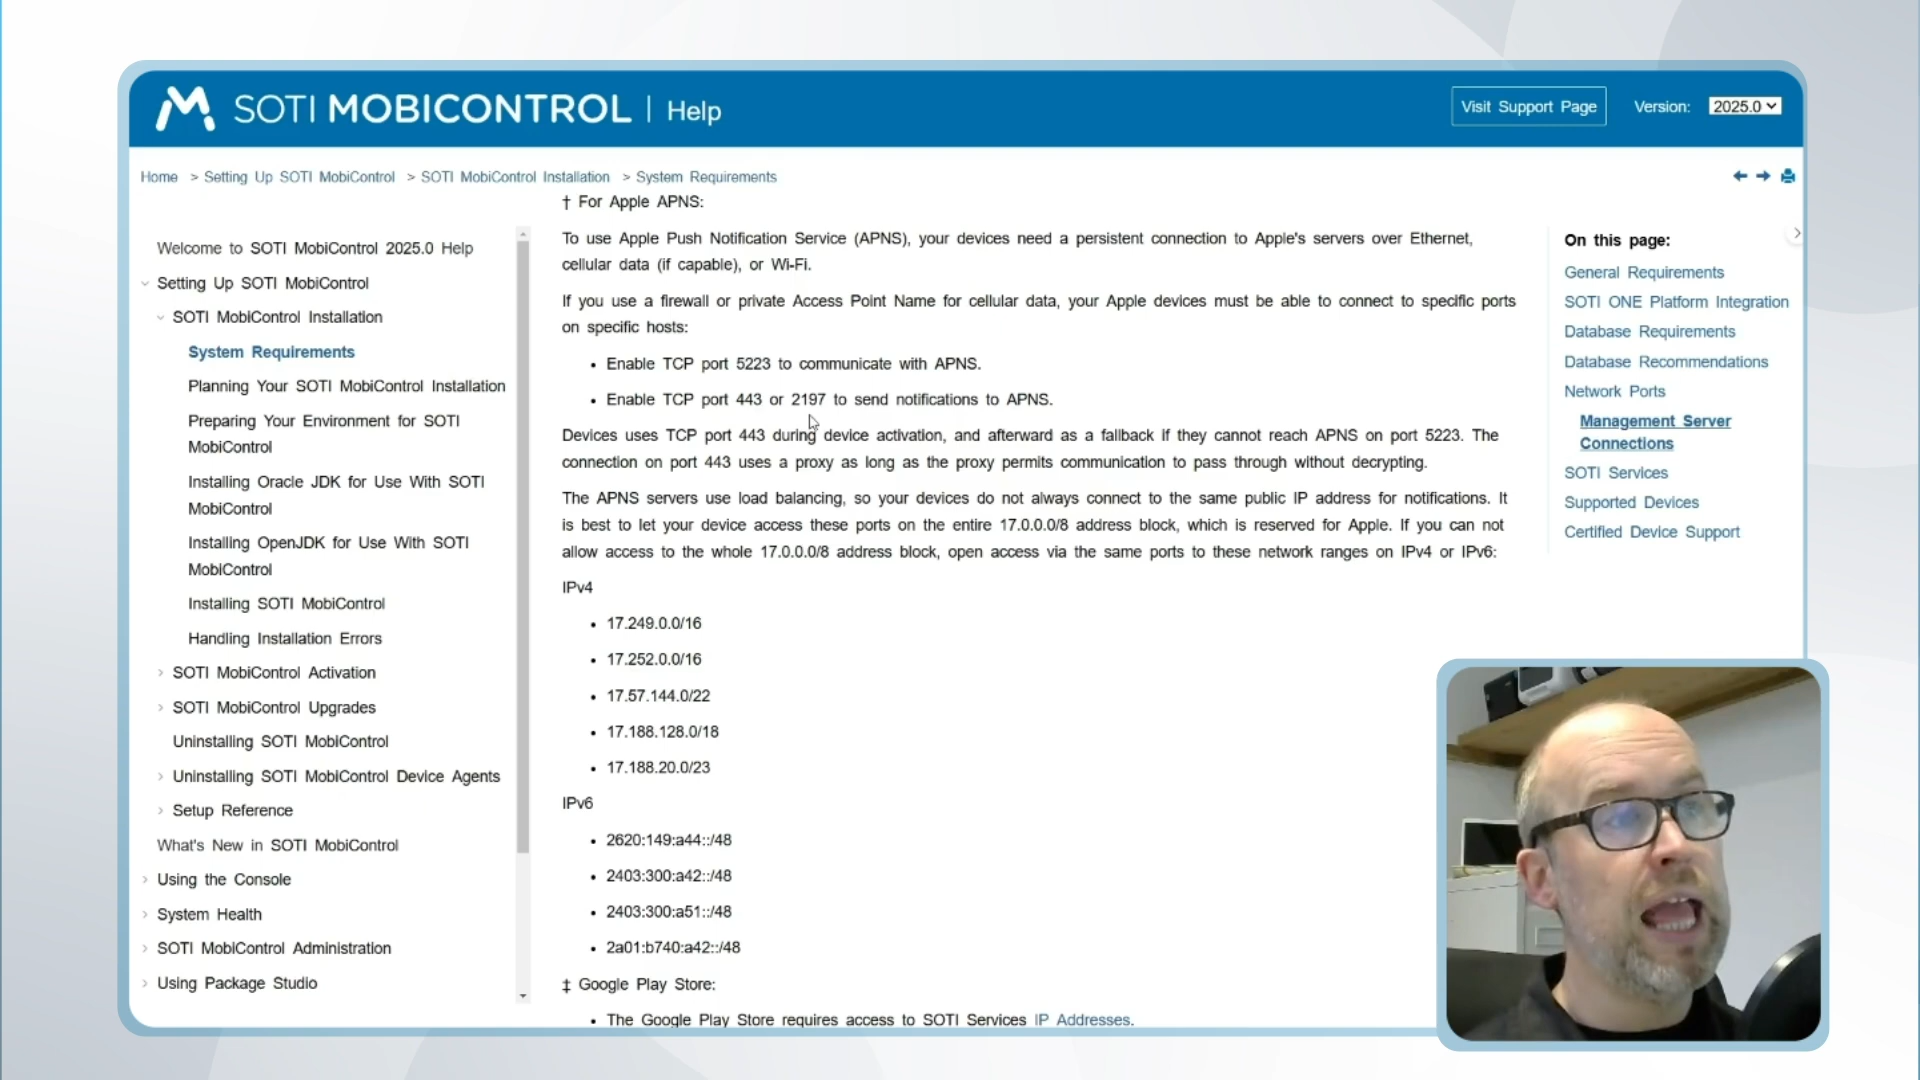 SOTI MOBICONTROL | Help
Visit Support Page
Version: 2025.0
Home > Setting Up SOTI MobiControl > SOTI MobiControl Installation > System Requirements
Welcome to SOTI MobiControl 2025.0 Help
Setting Up SOTI MobiControl
SOTI MobiControl Installation
System Requirements
Planning Your SOTI MobiControl Installation
Preparing Your Environment for SOTI
MobiControl
Installing Oracle JDK for Use With SOTI
MobiControl
Installing OpenJDK for Use With SOTI
MobiControl
Installing SOTI MobiControl
Handling Installation Errors
SOTI MobiControl Activation
SOTI MobiControl Upgrades
Uninstalling SOTI MobiControl
Uninstalling SOTI MobiControl Device Agents
Setup Reference
What's New in SOTI MobiControl
Using the Console
System Health
SOTI MobiControl Administration
Using Package Studio
† For Apple APNS:
To use Apple Push Notification Service (APNS), your devices need a persistent connection to Apple's servers over Ethernet,
cellular data (if capable), or Wi-Fi.
If you use a firewall or private Access Point Name for cellular data, your Apple devices must be able to connect to specific ports
on specific hosts:
• Enable TCP port 5223 to communicate with APNS.
• Enable TCP port 443 or 2197 to send notifications to APNS.
Devices uses TCP port 443 during device activation, and afterward as a fallback if they cannot reach APNS on port 5223. The
connection on port 443 uses a proxy as long as the proxy permits communication to pass through without decrypting.
The APNS servers use load balancing, so your devices do not always connect to the same public IP address for notifications. It
is best to let your device access these ports on the entire 17.0.0.0/8 address block, which is reserved for Apple. If you can not
allow access to the whole 17.0.0.0/8 address block, open access via the same ports to these network ranges on IPv4 or IPv6:
IPv4
• 17.249.0.0/16
• 17.252.0.0/16
• 17.57.144.0/22
• 17.188.128.0/18
• 17.188.20.0/23
IPv6
• 2620:149:a44::/48
• 2403:300:a42::/48
• 2403:300:a51::/48
• 2a01:b740:a42::/48
‡ Google Play Store:
• The Google Play Store requires access to SOTI Services IP Addresses.
On this page:
General Requirements
SOTI ONE Platform Integration
Database Requirements
Database Recommendations
Network Ports
Management Server
Connections
SOTI Services
Supported Devices
Certified Device Support